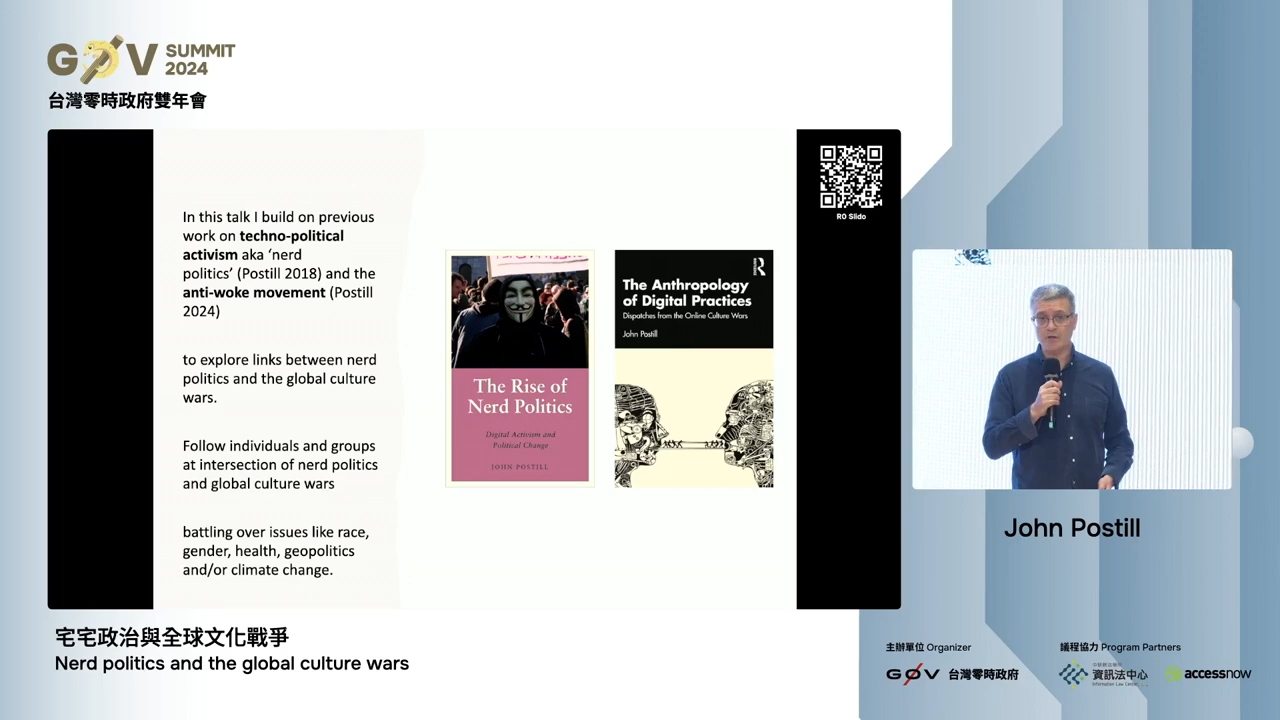 G0V SUMMIT
2024
台灣零時政府雙年會
In this talk I build on previous
work on techno-political
activism aka ‘nerd
politics’ (Postill 2018) and the
anti-woke movement (Postill
2024)
to explore links between nerd
politics and the global culture
wars.
Follow individuals and groups
at intersection of nerd politics
and global culture wars
battling over issues like race,
gender, health, geopolitics
and/or climate change.
The Rise of
Nerd Politics
Digital Activism and
Political Change
JOHN POSTILL
R
The Anthropology
of Digital Practices
Dispatches from the Online Culture Wars
John Postill
R0 Slido
John Postill
宅宅政治與全球文化戰爭
Nerd politics and the global culture wars
主辦單位 Organizer
G0V 台灣零時政府
議程協力 Program Partners
資訊法中心
Information Law Center
accessnow